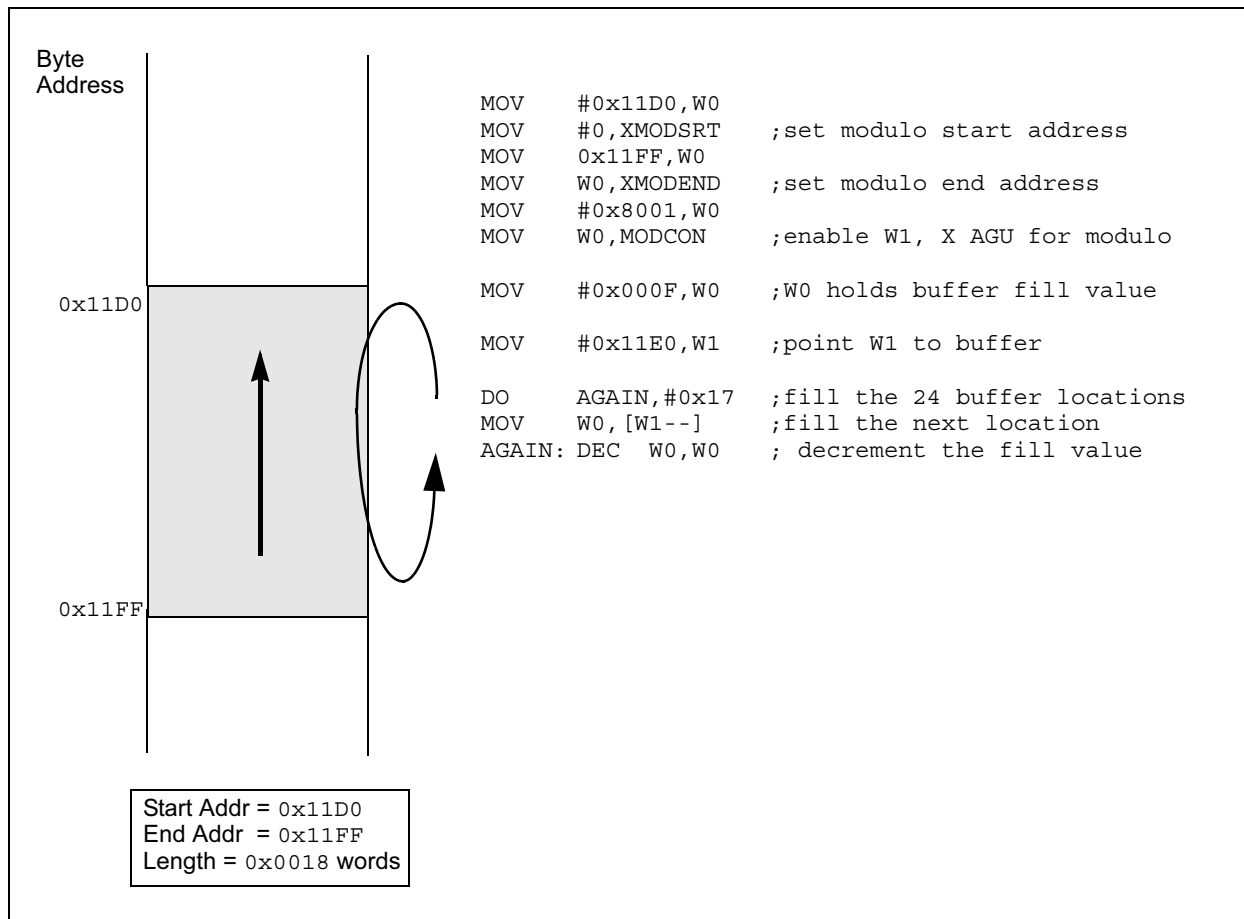 Byte
Address
MOV #0x11D0,W0
MOV #0,XMODSRT ;set modulo start address
MOV 0x11FF,W0
MOV W0,XMODEND ;set modulo end address
MOV #0x8001,W0
MOV W0,MODCON ;enable W1, X AGU for modulo
MOV #0x000F,W0 ;W0 holds buffer fill value
MOV #0x11E0,W1 ;point W1 to buffer
DO AGAIN,#0x17 ;fill the 24 buffer locations
MOV W0,[W1--] ;fill the next location
AGAIN: DEC W0,W0 ; decrement the fill value
0x11D0
0x11FF
Start Addr = 0x11D0
End Addr = 0x11FF
Length = 0x0018 words